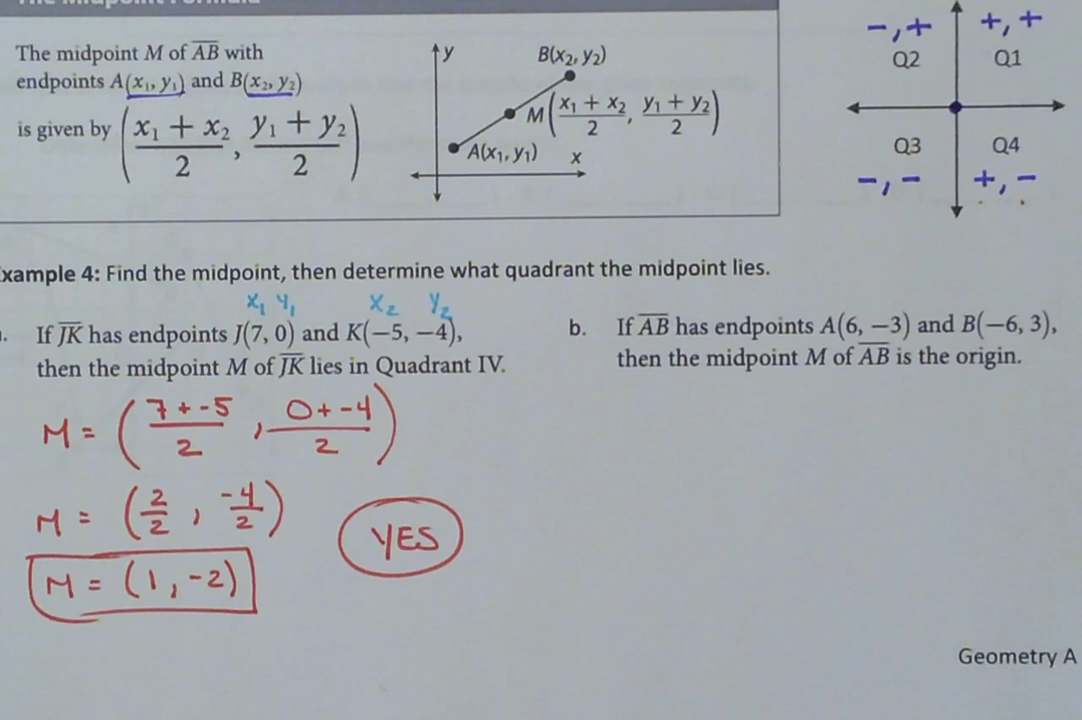 The Midpoint Formula
The midpoint M of AB with
endpoints A(x₁, y₁) and B(x₂, y₂)
is given by ( (x₁ + x₂)/2 , (y₁ + y₂)/2 )
y
B(x₂, y₂)
M( (x₁ + x₂)/2 , (y₁ + y₂)/2 )
A(x₁, y₁)
x
-,+ +,+
Q2 Q1
Q3 Q4
-,- +,-
xample 4: Find the midpoint, then determine what quadrant the midpoint lies.
x₁ y₁ x₂ y₂
. If JK has endpoints J(7, 0) and K(−5, −4),
then the midpoint M of JK lies in Quadrant IV.
M = ( (7+-5)/2 , (0+-4)/2 )
M = ( 2/2 , -4/2 )
M = (1, -2)
YES
b. If AB has endpoints A(6, −3) and B(−6, 3),
then the midpoint M of AB is the origin.
Geometry A